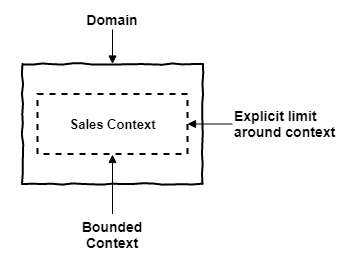 Domain
Sales Context
Explicit limit
around context
Bounded
Context